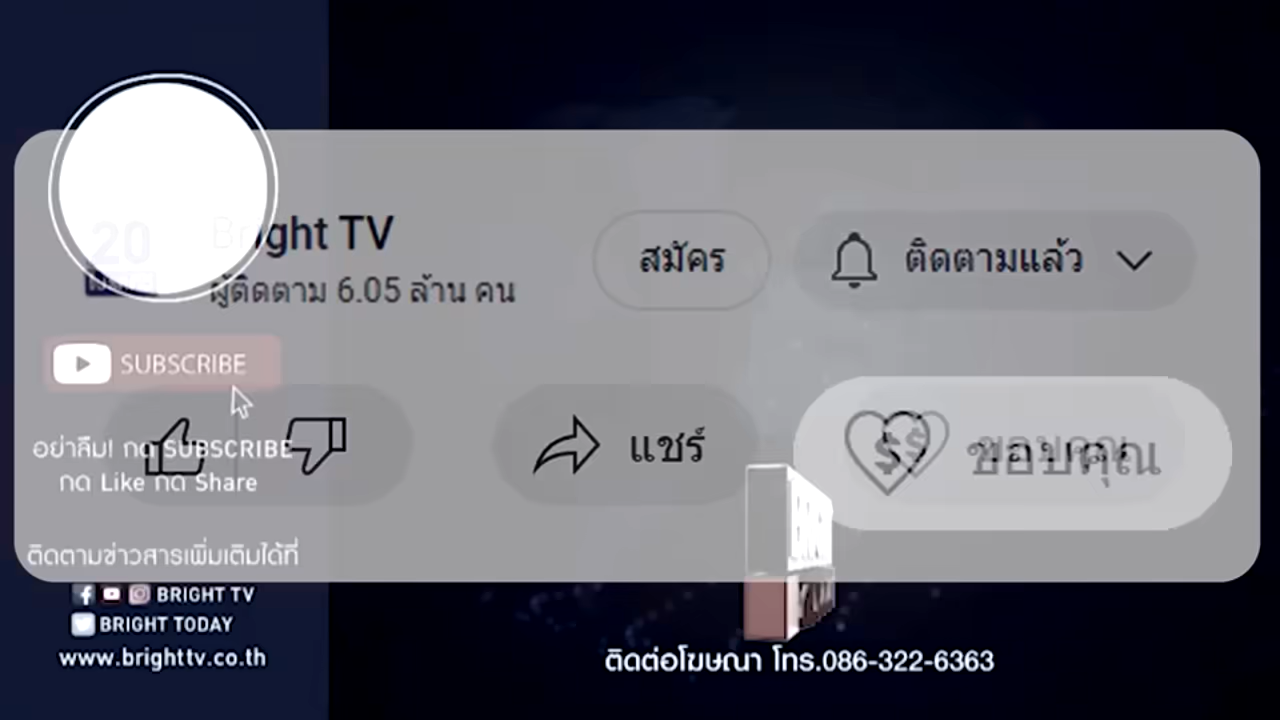 20
Bright TV
ผู้ติดตาม 6.05 ล้าน คน
สมัคร
ติดตามแล้ว
SUBSCRIBE
แชร์
ขอบคุณ
อย่าลืม! กด SUBSCRIBE
กด Like กด Share
ติดตามข่าวสารเพิ่มเติมได้ที่
BRIGHT TV
BRIGHT TODAY
www.brighttv.co.th
ติดต่อโฆษณา โทร.086-322-6363